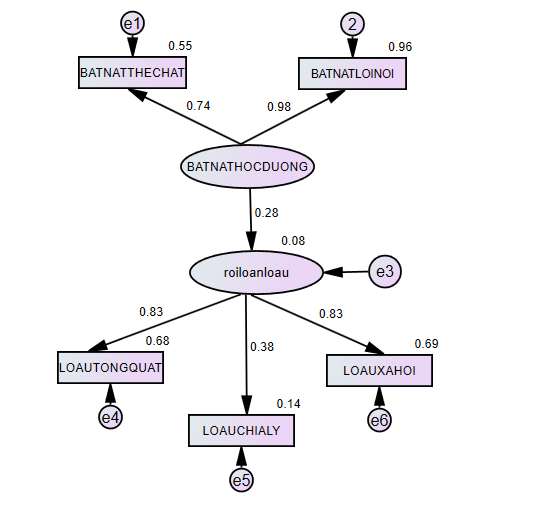 e1
2
0.55
0.96
BATNATTHECHAT
BATNATLOINOI
0.74
0.98
BATNATHOCDUONG
0.28
0.08
roiloanloau
e3
0.83
0.38
0.83
0.68
0.69
LOAUTONGQUAT
LOAUXAHOI
0.14
e4
LOAUCHIALY
e6
e5